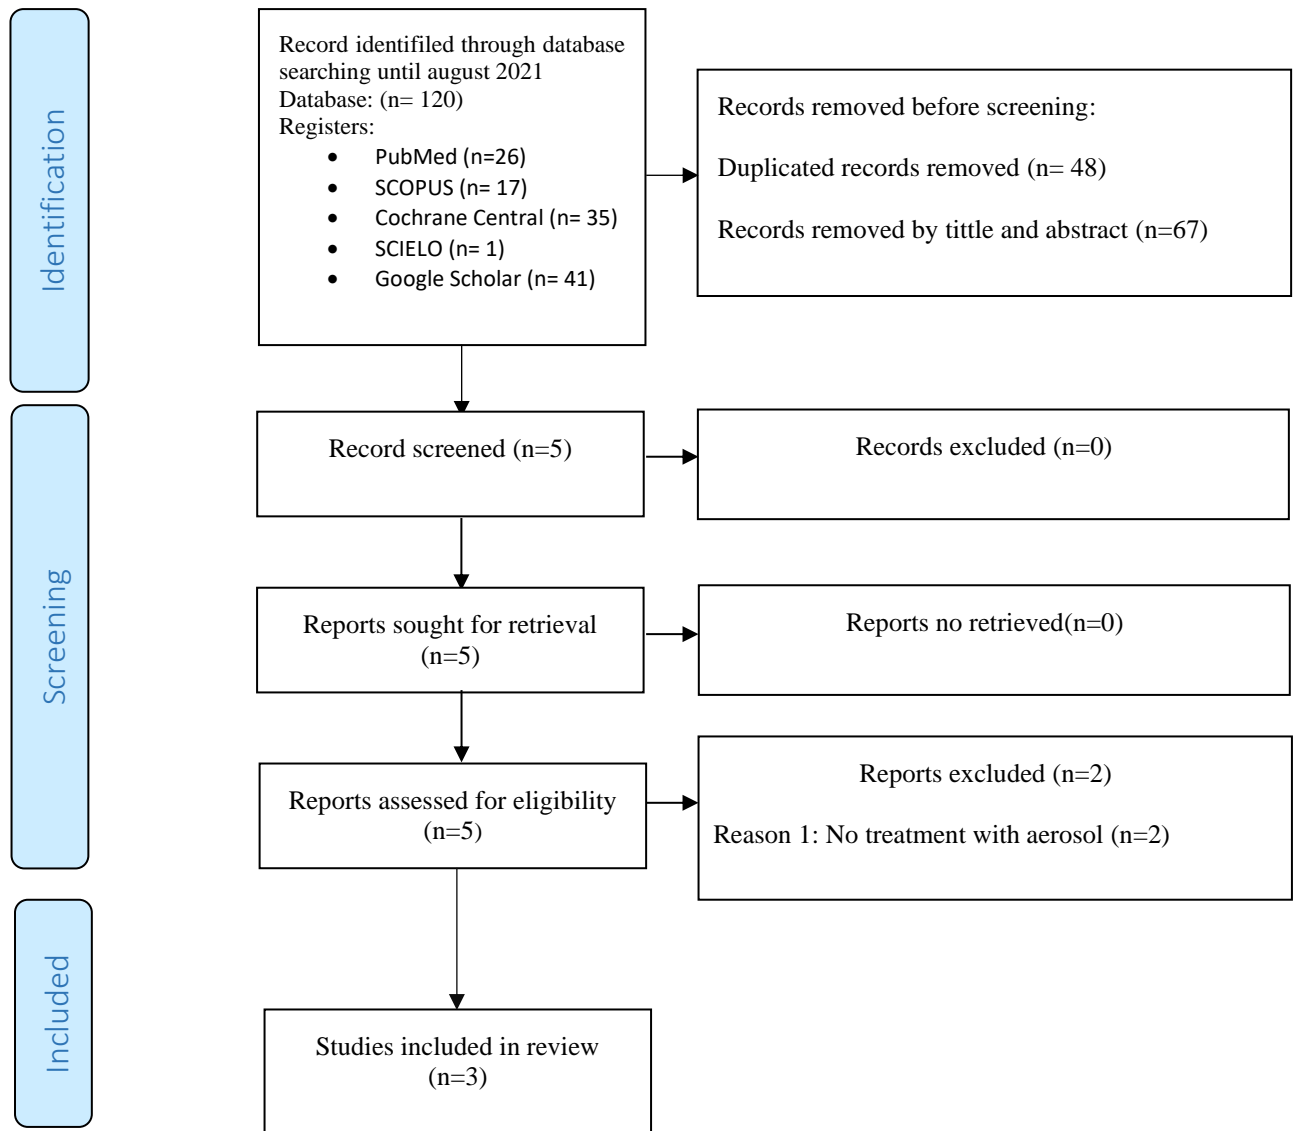 Identification
Record identifiled through database
searching until august 2021
Database: (n= 120)
Registers:
• PubMed (n=26)
• SCOPUS (n= 17)
• Cochrane Central (n= 35)
• SCIELO (n= 1)
• Google Scholar (n= 41)
Records removed before screening:
Duplicated records removed (n= 48)
Records removed by tittle and abstract (n=67)
Screening
Record screened (n=5)
Records excluded (n=0)
Reports sought for retrieval
(n=5)
Reports no retrieved(n=0)
Reports assessed for eligibility
(n=5)
Reports excluded (n=2)
Reason 1: No treatment with aerosol (n=2)
Included
Studies included in review
(n=3)